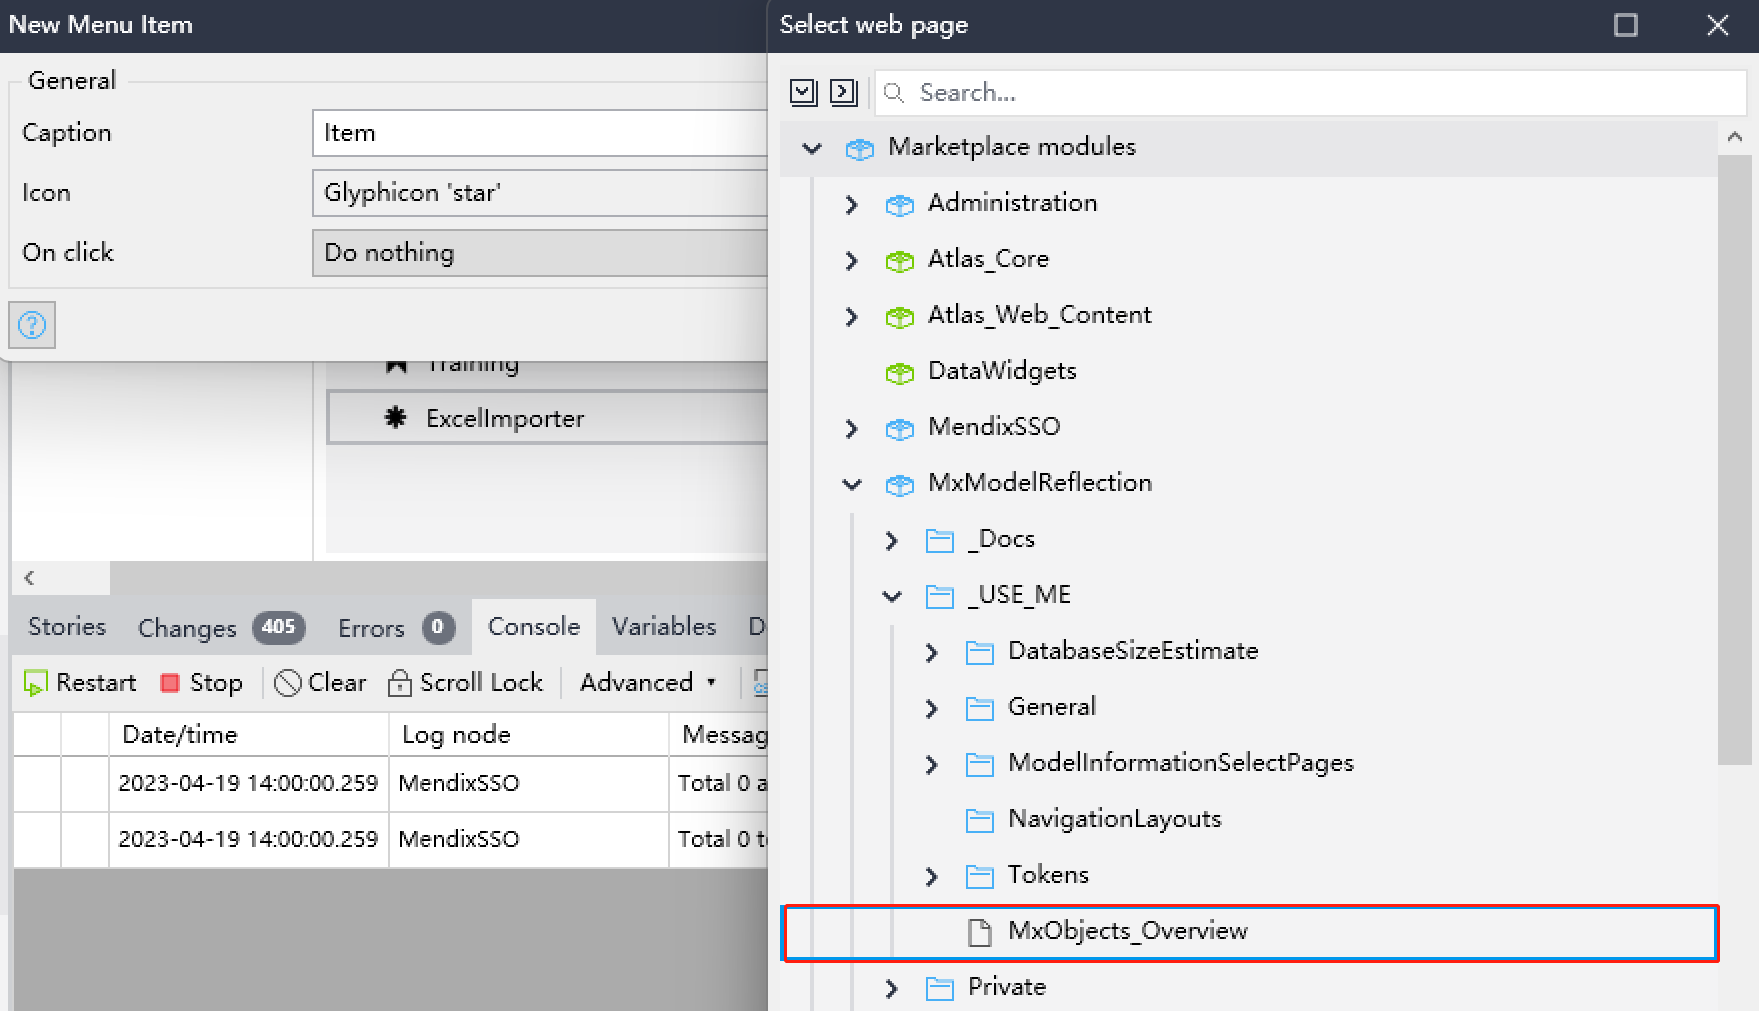 New Menu Item
General
Caption
Item
Icon
Glyphicon 'star'
On click
Do nothing
Training
ExcelImporter
Stories
Changes 405
Errors 0
Console
Variables
D
Restart
Stop
Clear
Scroll Lock
Advanced
Date/time
Log node
Messag
2023-04-19 14:00:00.259
MendixSSO
Total 0 a
2023-04-19 14:00:00.259
MendixSSO
Total 0 t
Select web page
Search...
Marketplace modules
Administration
Atlas_Core
Atlas_Web_Content
DataWidgets
MendixSSO
MxModelReflection
_Docs
_USE_ME
DatabaseSizeEstimate
General
ModelInformationSelectPages
NavigationLayouts
Tokens
MxObjects_Overview
Private